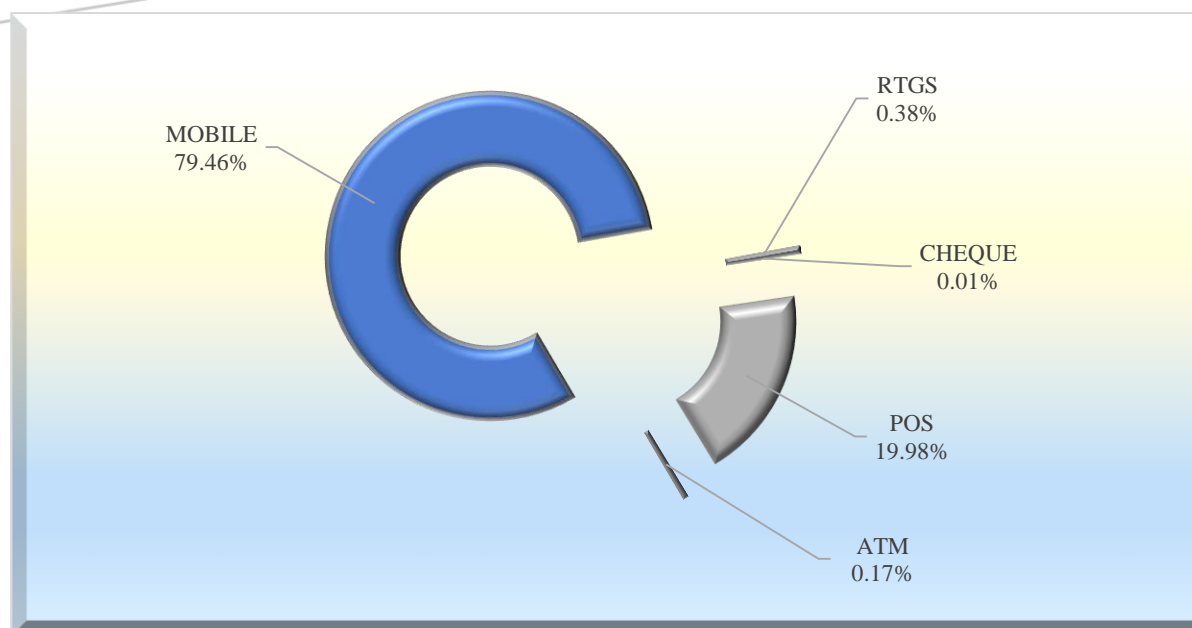 RTGS
0.38%
MOBILE
79.46%
CHEQUE
0.01%
POS
19.98%
ATM
0.17%